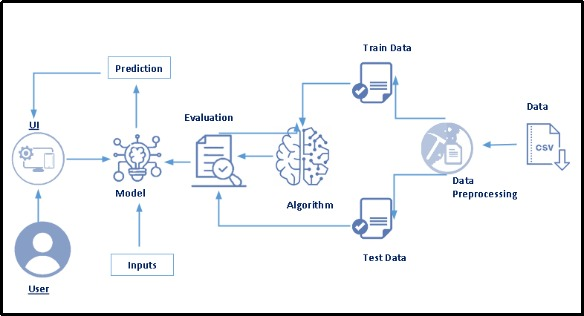 Train Data
Prediction
Data
Evaluation
UI
CSV
Model
Data
Preprocessing
Algorithm
Test Data
Inputs
User